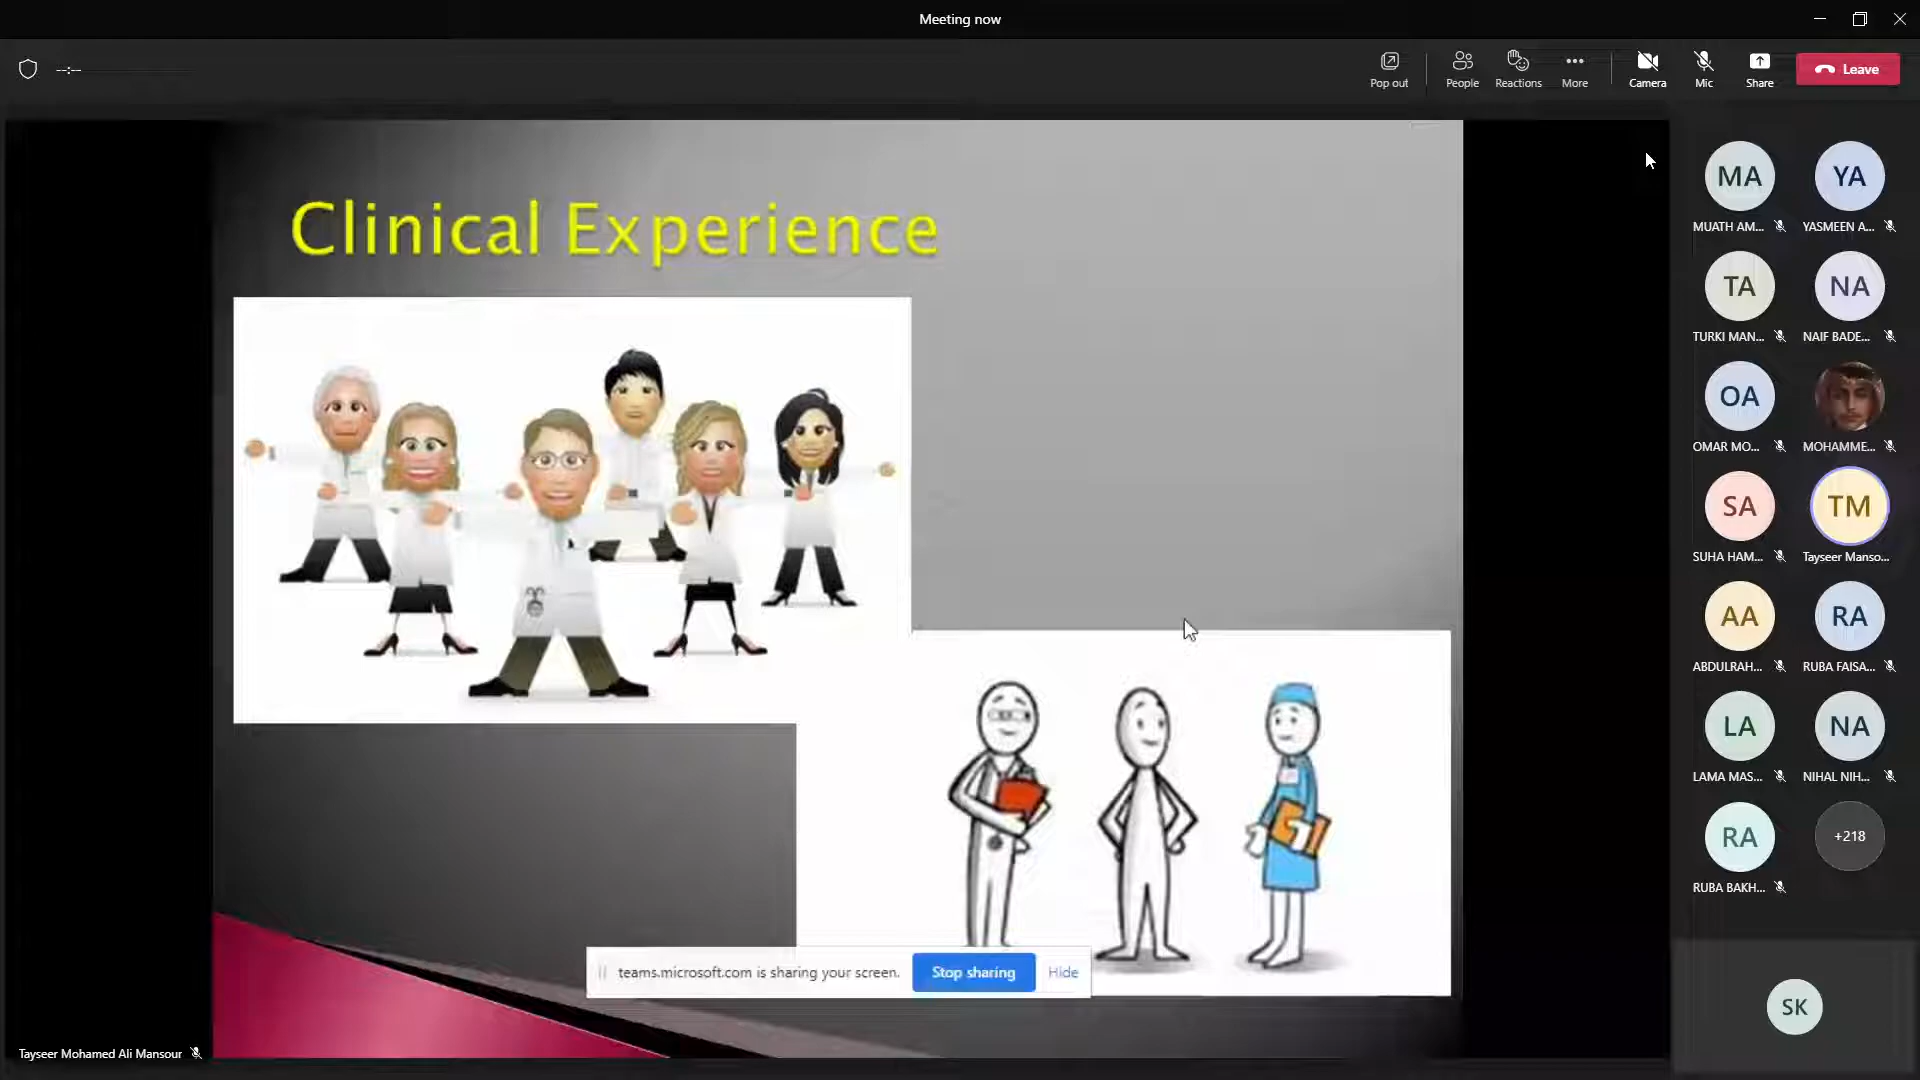 Meeting now
--:--
Pop out
People
Reactions
More
Camera
Mic
Share
Leave
Clinical Experience
MA
MUATH AM...
YA
YASMEEN A...
TA
TURKI MAN...
NA
NAIF BADE...
OA
OMAR MO...
MOHAMME...
SA
SUHA HAM...
TM
Tayseer Manso...
AA
ABDULRAH...
RA
RUBA FAISA...
LA
LAMA MAS...
NA
NIHAL NIH...
RA
RUBA BAKH...
+218
SK
teams.microsoft.com is sharing your screen.
Stop sharing
Hide
Tayseer Mohamed Ali Mansour